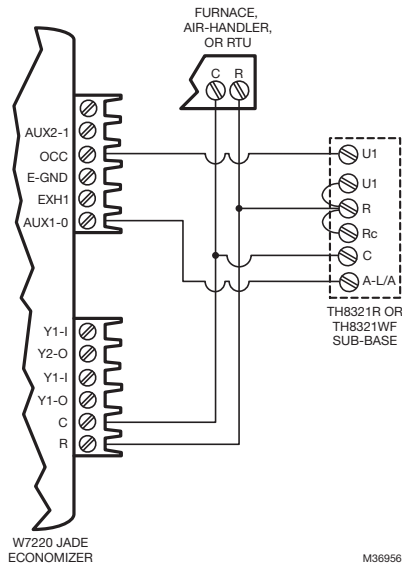 FURNACE,
AIR-HANDLER,
OR RTU
C R
AUX2-1
OCC
E-GND
EXH1
AUX1-0
U1
U1
R
Rc
C
A-L/A
TH8321R OR
TH8321WF
SUB-BASE
Y1-I
Y2-O
Y1-I
Y1-O
C
R
W7220 JADE
ECONOMIZER
M36956